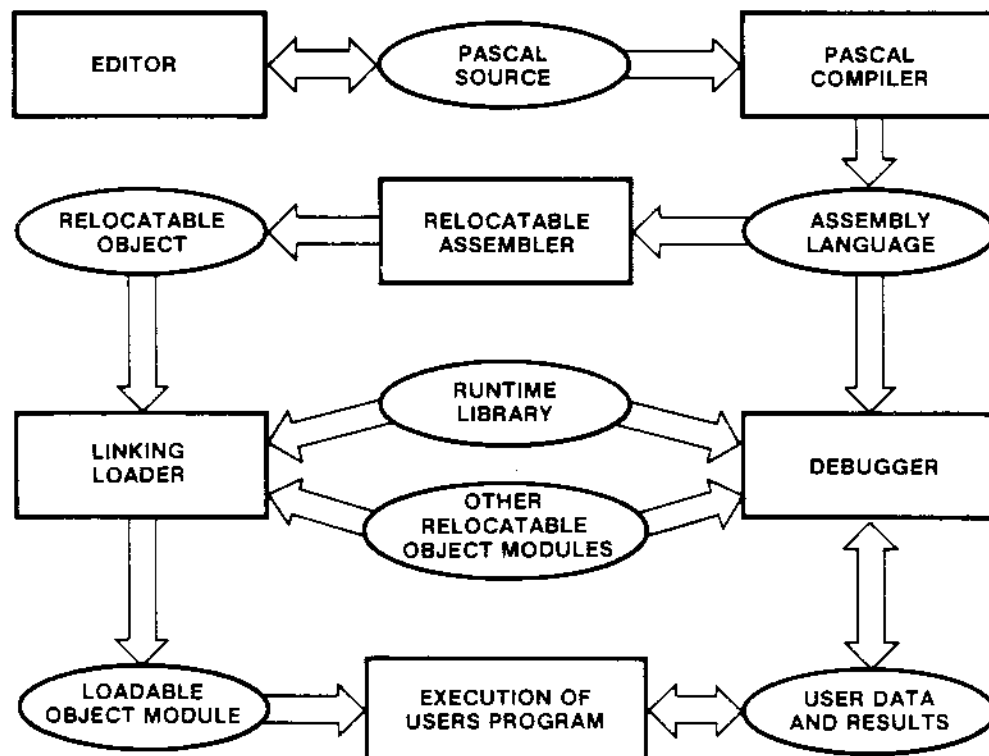 EDITOR
PASCAL
SOURCE
PASCAL
COMPILER
RELOCATABLE
OBJECT
RELOCATABLE
ASSEMBLER
ASSEMBLY
LANGUAGE
RUNTIME
LIBRARY
LINKING
LOADER
DEBUGGER
OTHER
RELOCATABLE
OBJECT MODULES
LOADABLE
OBJECT MODULE
EXECUTION OF
USERS PROGRAM
USER DATA
AND RESULTS